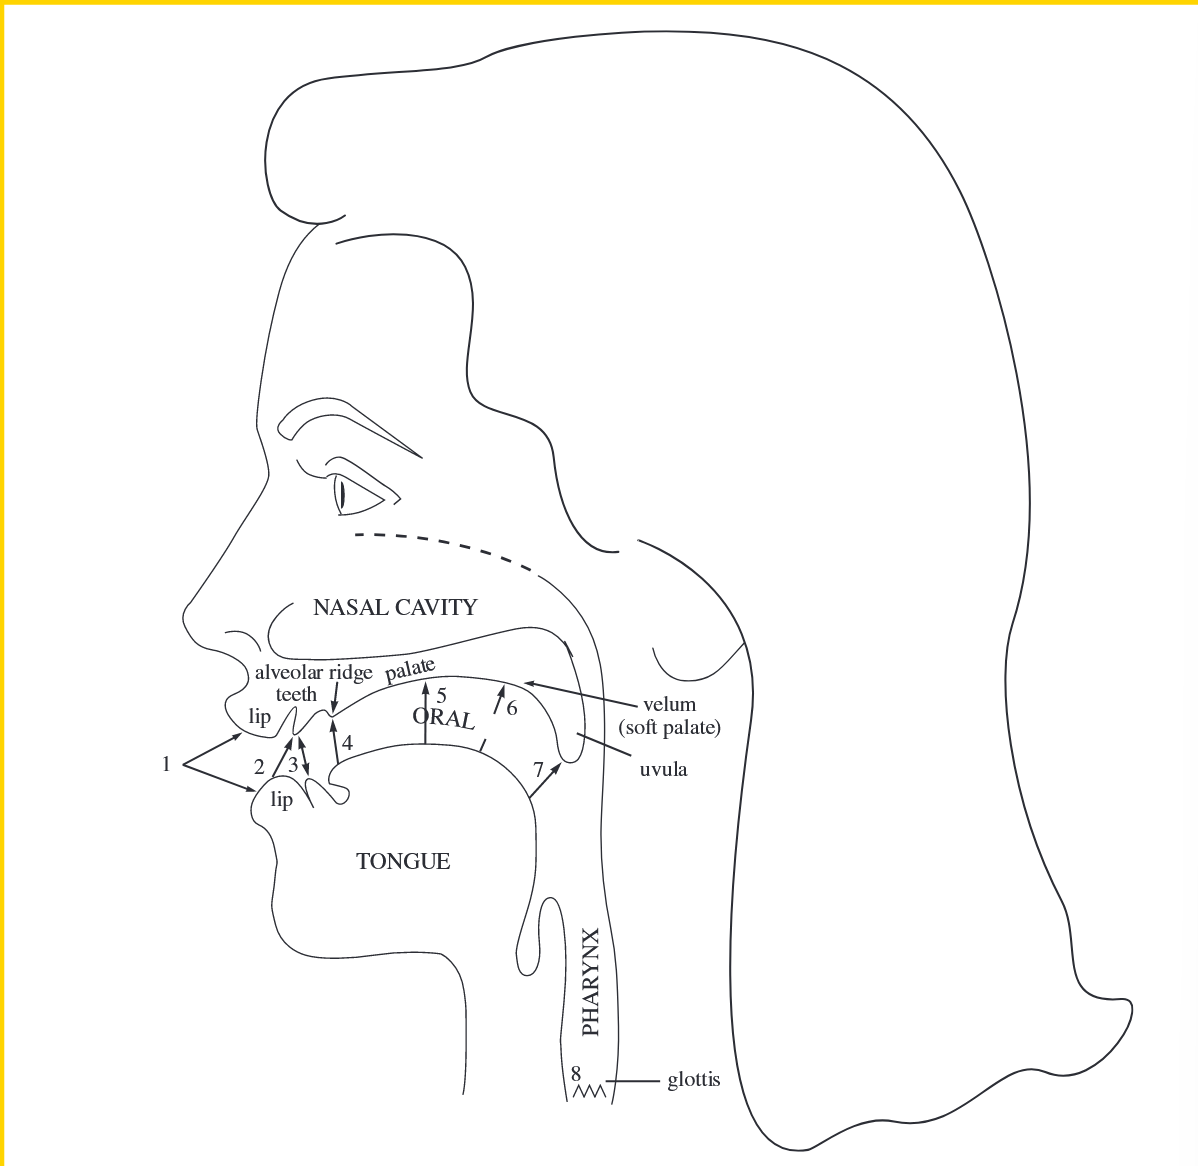 NASAL CAVITY
alveolar ridge palate
teeth
5
velum
lip
ORAL
6
(soft palate)
4
1
2
3
7
uvula
lip
TONGUE
PHARYNX
8
glottis